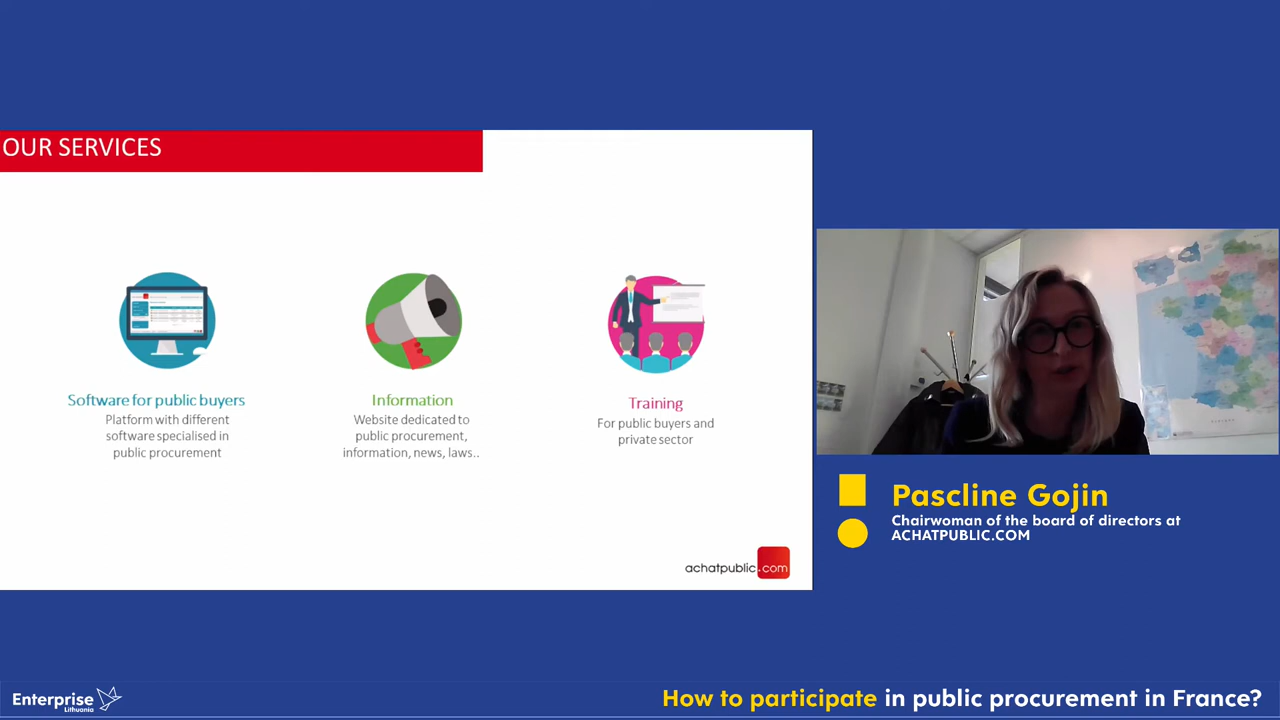 OUR SERVICES
Software for public buyers
Platform with different
software specialised in
public procurement
Information
Website dedicated to
public procurement,
information, news, laws..
Training
For public buyers and
private sector
achatpublic.com
Pascline Gojin
Chairwoman of the board of directors at
ACHATPUBLIC.COM
Enterprise
Lithuania
How to participate in public procurement in France?